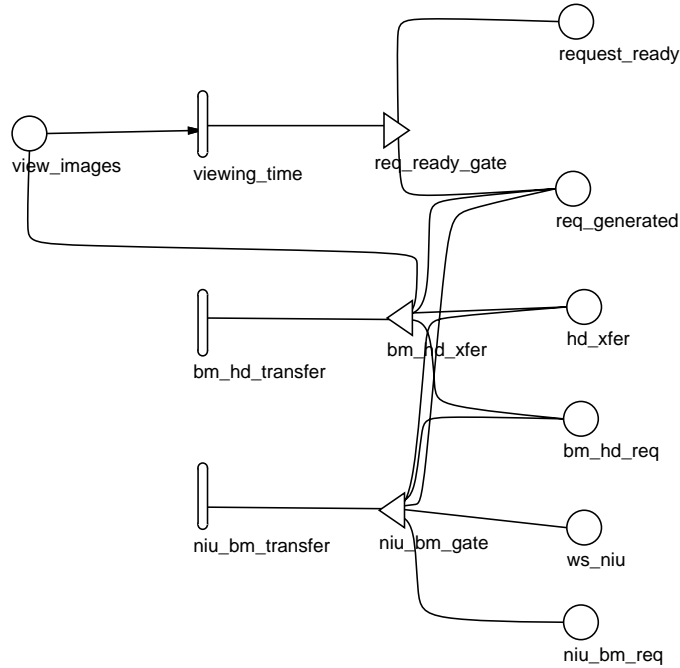 request_ready
view_images
viewing_time
req_ready_gate
req_generated
bm_hd_transfer
bm_hd_xfer
hd_xfer
bm_hd_req
niu_bm_transfer
niu_bm_gate
ws_niu
niu_bm_req